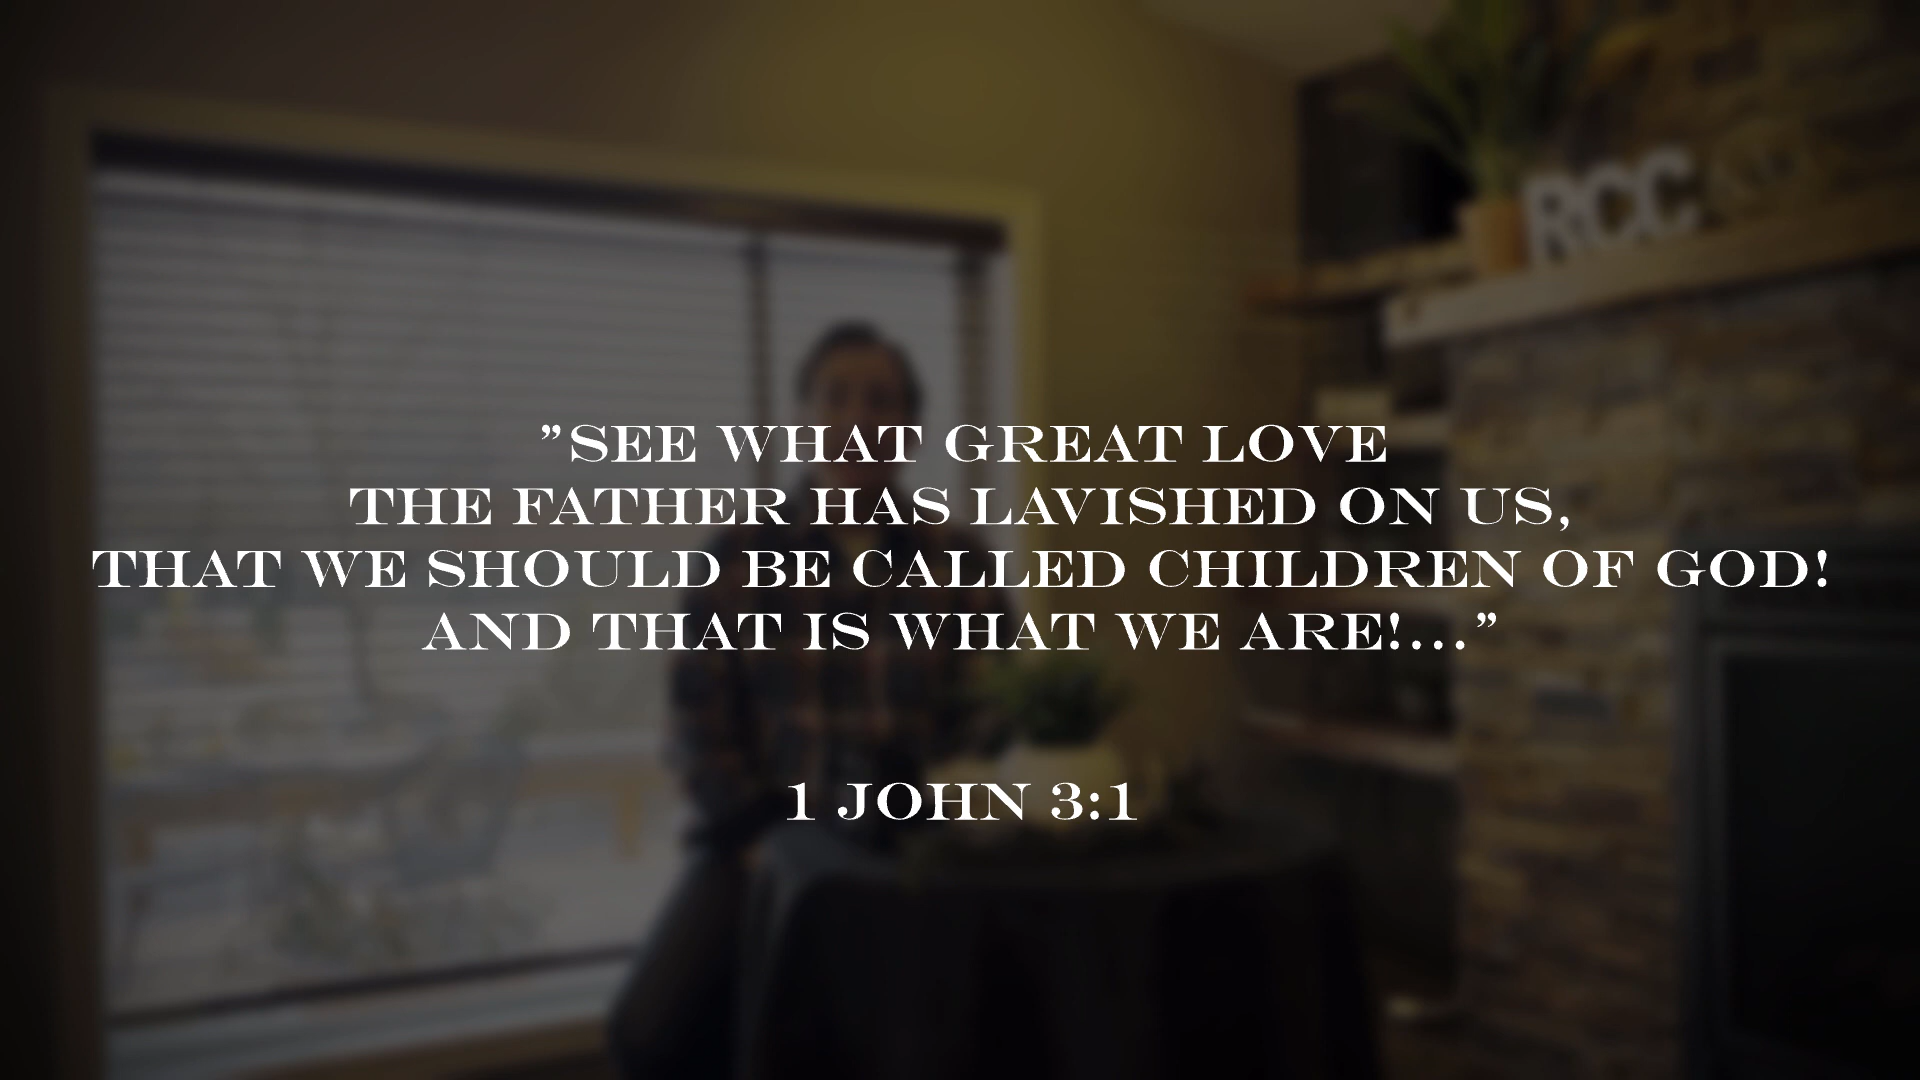 ”SEE WHAT GREAT LOVE
THE FATHER HAS LAVISHED ON US,
THAT WE SHOULD BE CALLED CHILDREN OF GOD!
AND THAT IS WHAT WE ARE!...”
1 JOHN 3:1
RCC